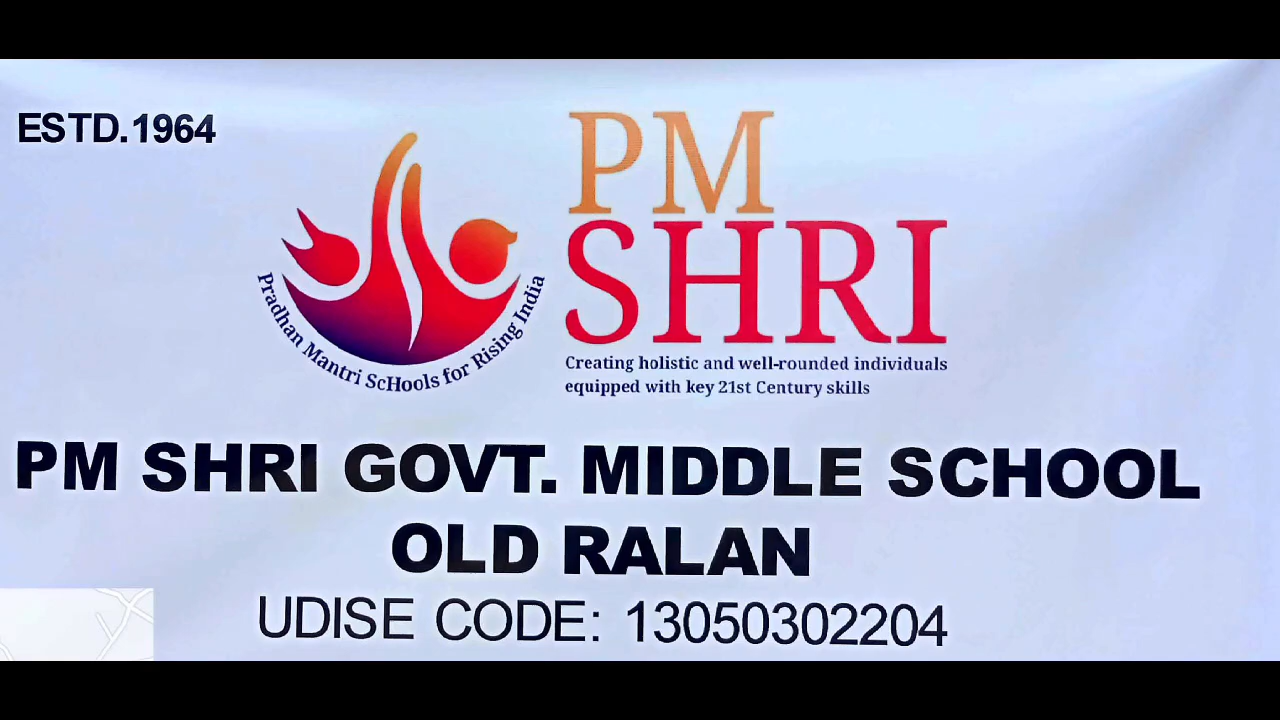 ESTD.1964
PM
SHRI
Pradhan Mantri ScHools for Rising India
Creating holistic and well-rounded individuals
equipped with key 21st Century skills
PM SHRI GOVT. MIDDLE SCHOOL
OLD RALAN
UDISE CODE: 13050302204